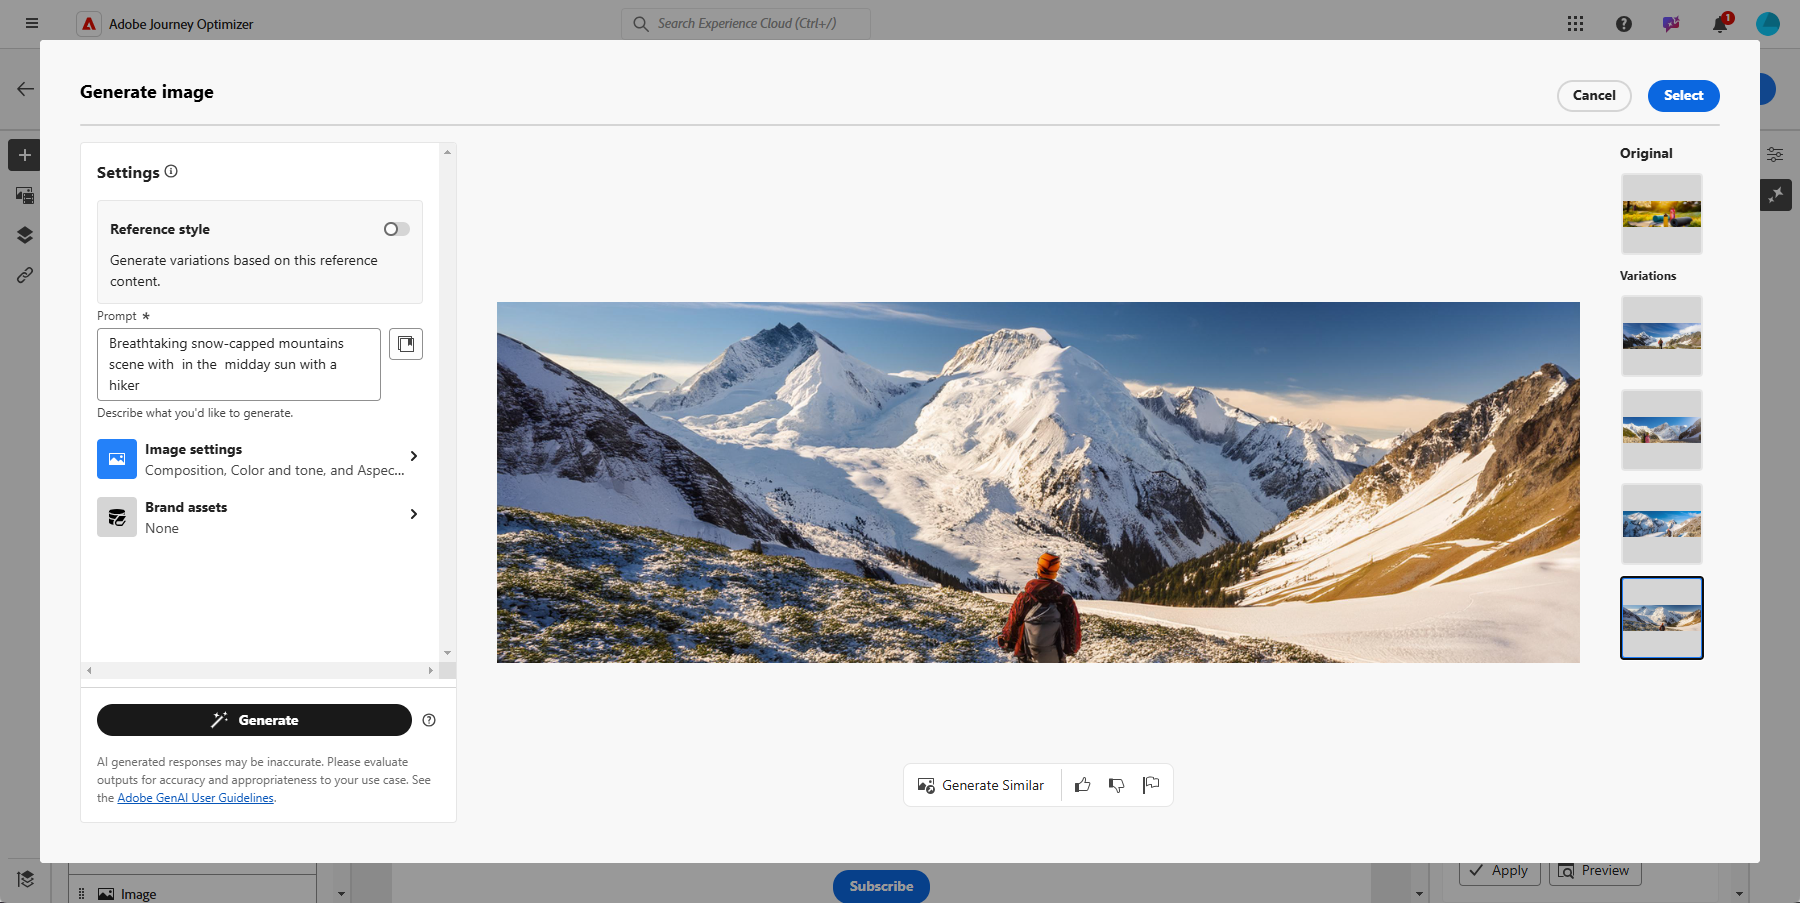 Adobe Journey Optimizer
Search Experience Cloud (Ctrl+/)
1
Generate image
Cancel
Select
Settings
Reference style
Generate variations based on this reference
content.
Prompt *
Breathtaking snow-capped mountains
scene with  in the  midday sun with a
hiker
Describe what you'd like to generate.
Image settings
Composition, Color and tone, and Aspec...
Brand assets
None
Generate
AI generated responses may be inaccurate. Please evaluate
outputs for accuracy and appropriateness to your use case. See
the Adobe GenAI User Guidelines.
Original
Variations
Generate Similar
Image
Subscribe
Apply
Preview